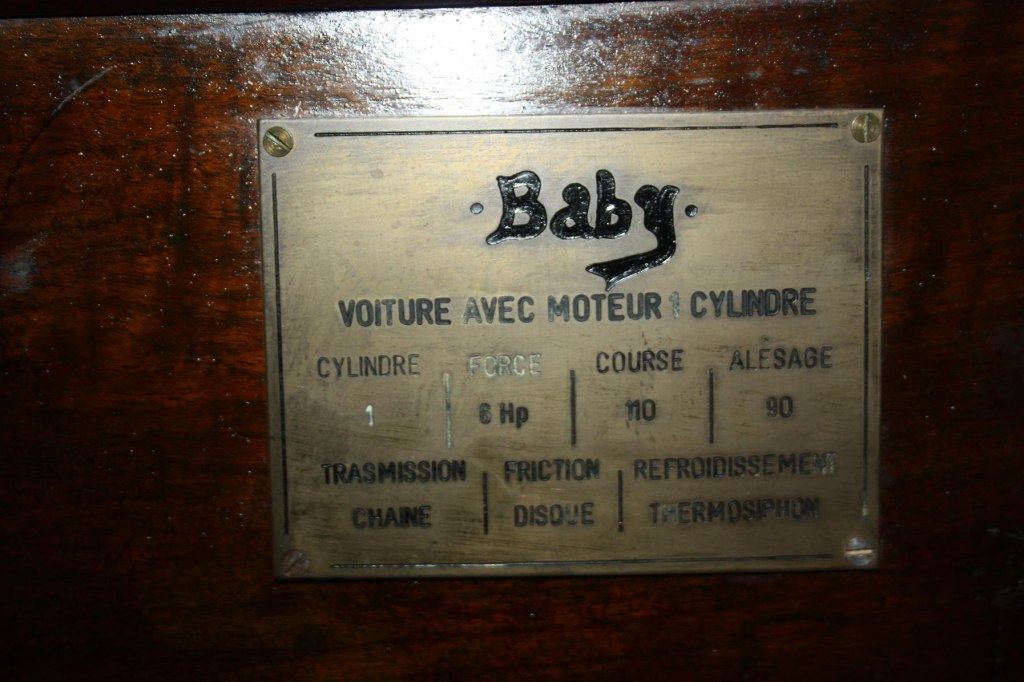 · Baby ·
VOITURE AVEC MOTEUR 1 CYLINDRE
CYLINDRE FORCE COURSE ALESAGE
1 6 Hp 110 90
TRASMISSION FRICTION REFROIDISSEMENT
CHAINE DISQUE THERMOSIPHON